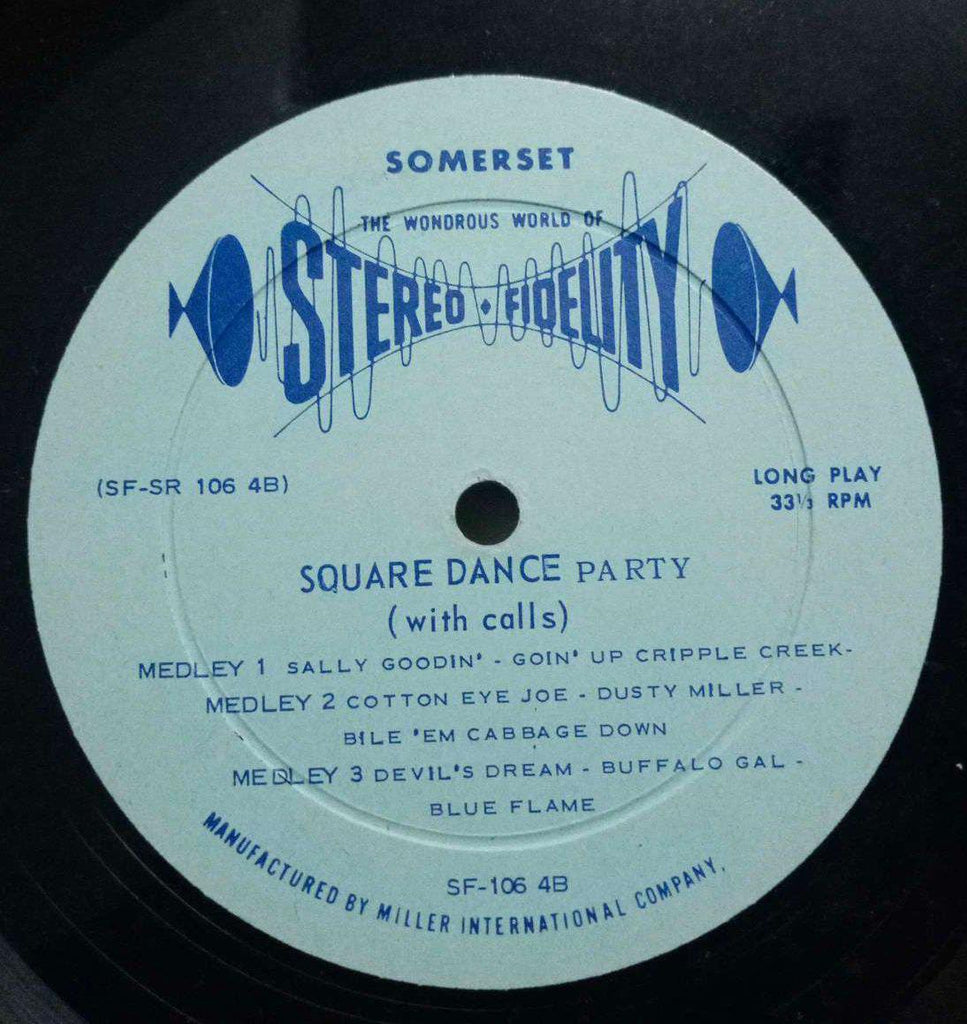 SOMERSET
THE WONDROUS WORLD OF
STEREO ♦ FIDELITY
(SF-SR 106 4B)
LONG PLAY
33⅓ RPM
SQUARE DANCE PARTY
(with calls)
MEDLEY 1 SALLY GOODIN' - GOIN' UP CRIPPLE CREEK-
MEDLEY 2 COTTON EYE JOE - DUSTY MILLER -
BILE 'EM CABBAGE DOWN
MEDLEY 3 DEVIL'S DREAM - BUFFALO GAL -
BLUE FLAME
SF-106 4B
MANUFACTURED BY MILLER INTERNATIONAL COMPANY.